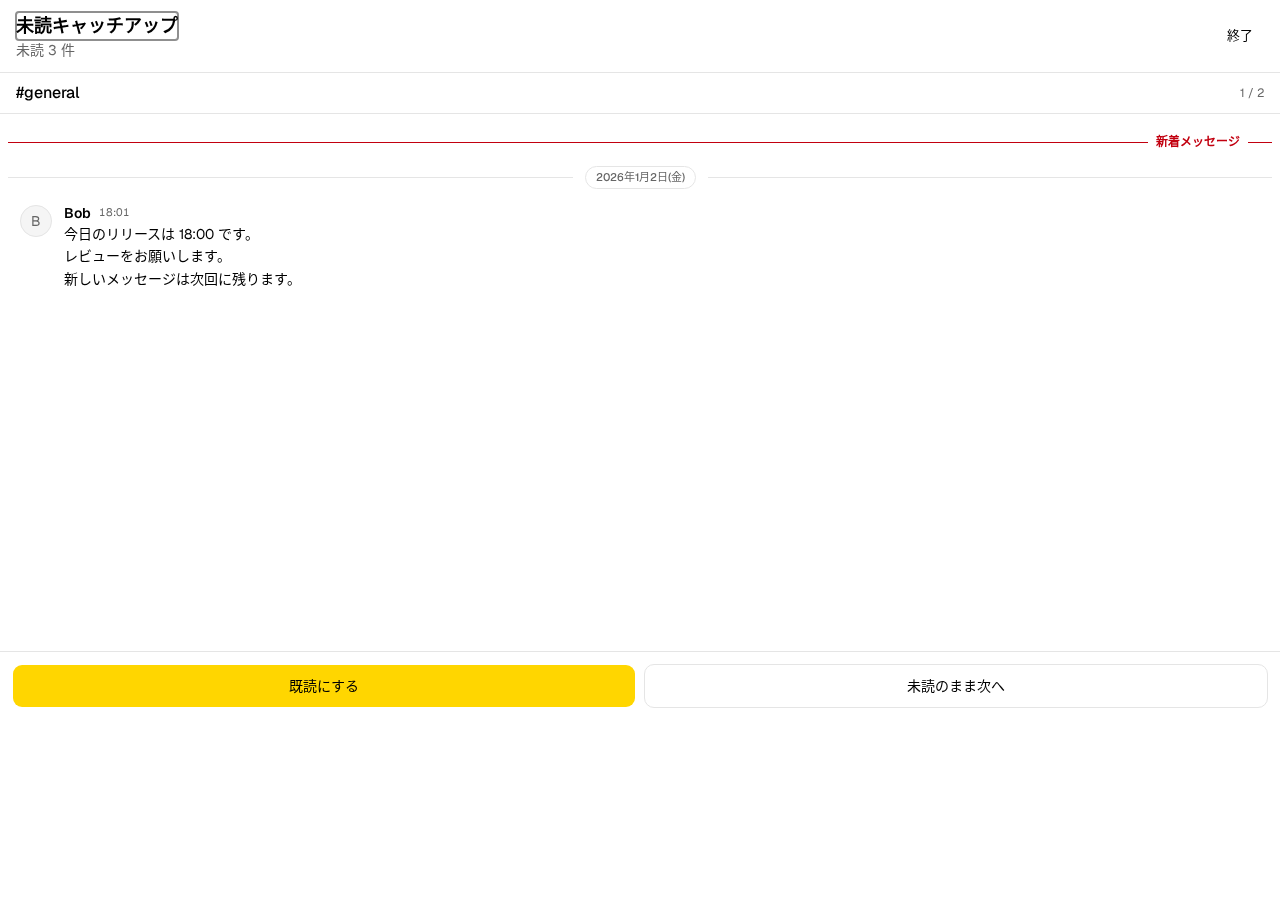 未読キャッチアップ
未読 3 件
終了
#general
1 / 2
新着メッセージ
2026年1月2日(金)
B
Bob 18:01
今日のリリースは 18:00 です。
レビューをお願いします。
新しいメッセージは次回に残ります。
既読にする
未読のまま次へ